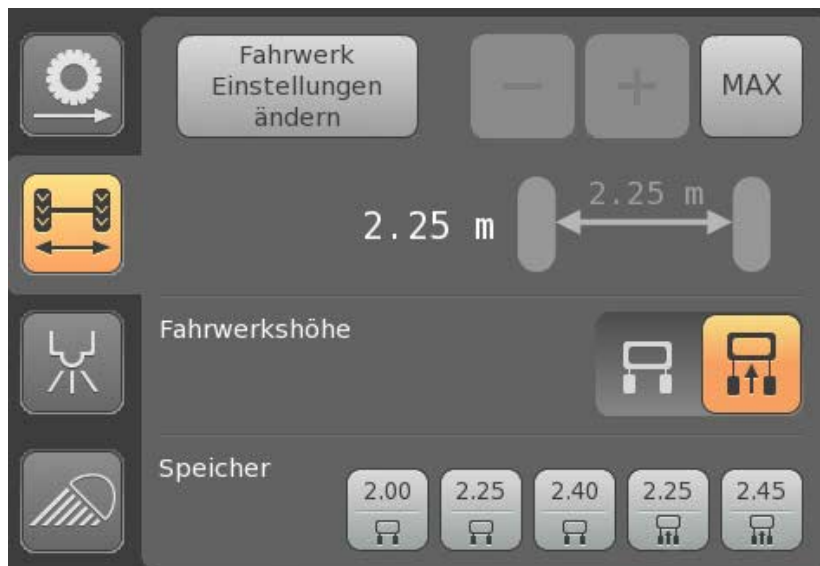 Fahrwerk
Einstellungen
ändern
− + MAX
2.25 m
2.25 m
Fahrwerkshöhe
Speicher
2.00 2.25 2.40 2.25 2.45